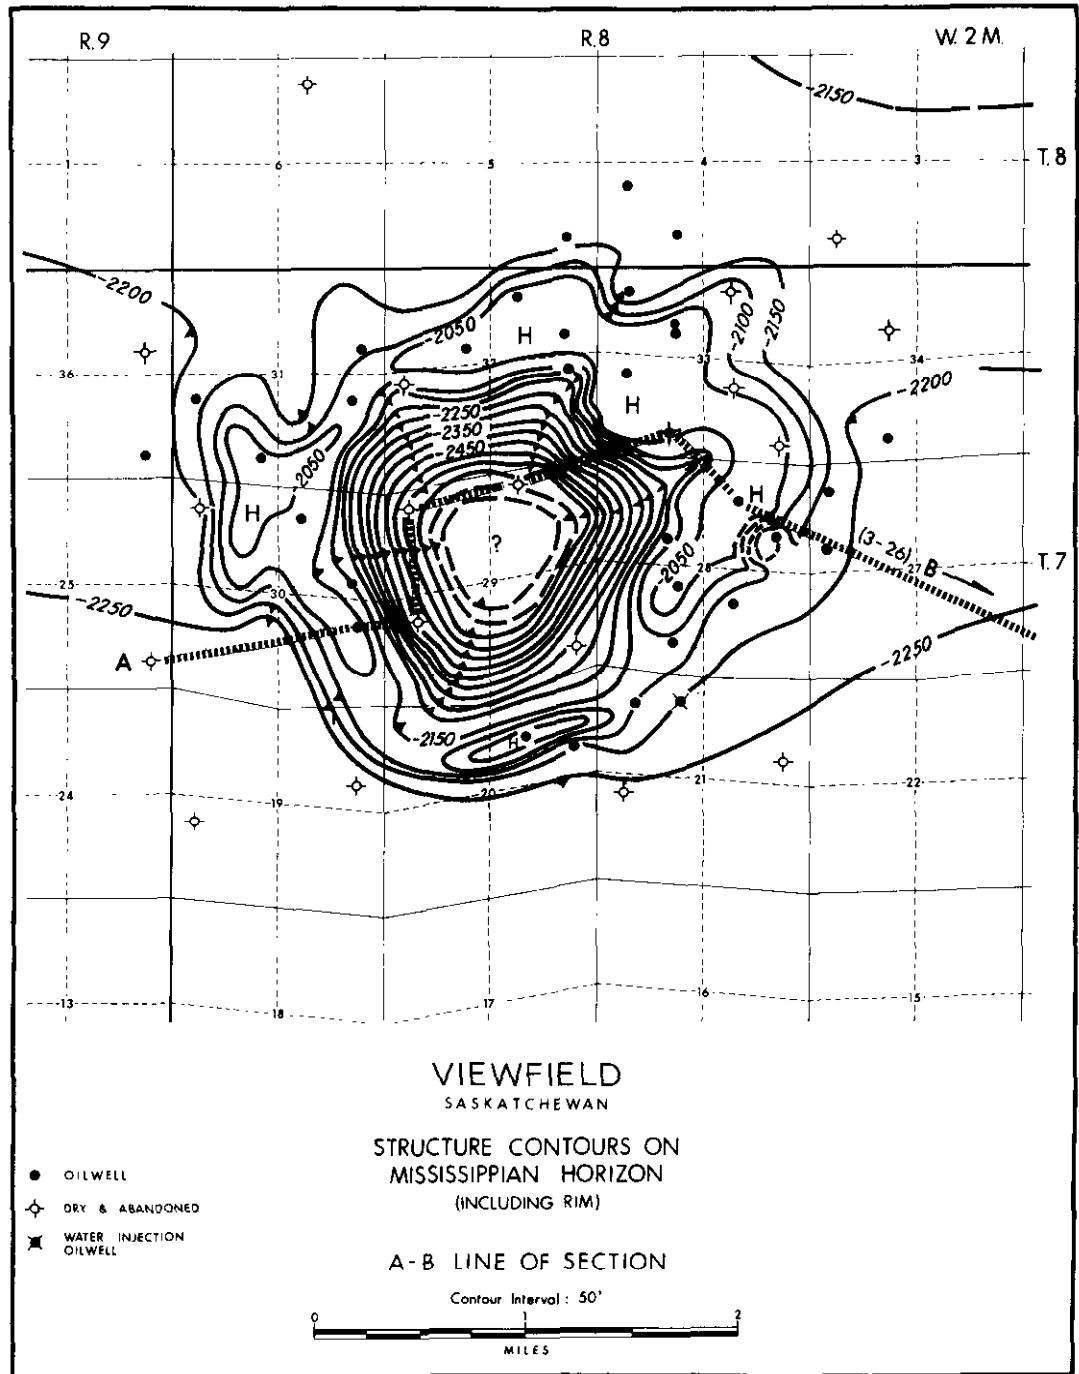 R.9 R.8 W. 2 M.
-2150
1 6 5 4 3 T. 8
-2200
-2050 H -2100 -2150
36 31 32 33 34
-2200
H
-2250
-2350
-2450
-2050
H H
? (3-26) B
-2050
25 30 29 28 27 T. 7
-2250
A -2250
-2150
H
24 19 20 21 22
13 18 17 16 15
VIEWFIELD
SASKATCHEWAN
STRUCTURE CONTOURS ON
MISSISSIPPIAN HORIZON
(INCLUDING RIM)
OILWELL
DRY & ABANDONED
WATER INJECTION
OILWELL
A-B LINE OF SECTION
Contour Interval : 50'
0 1 2
MILES